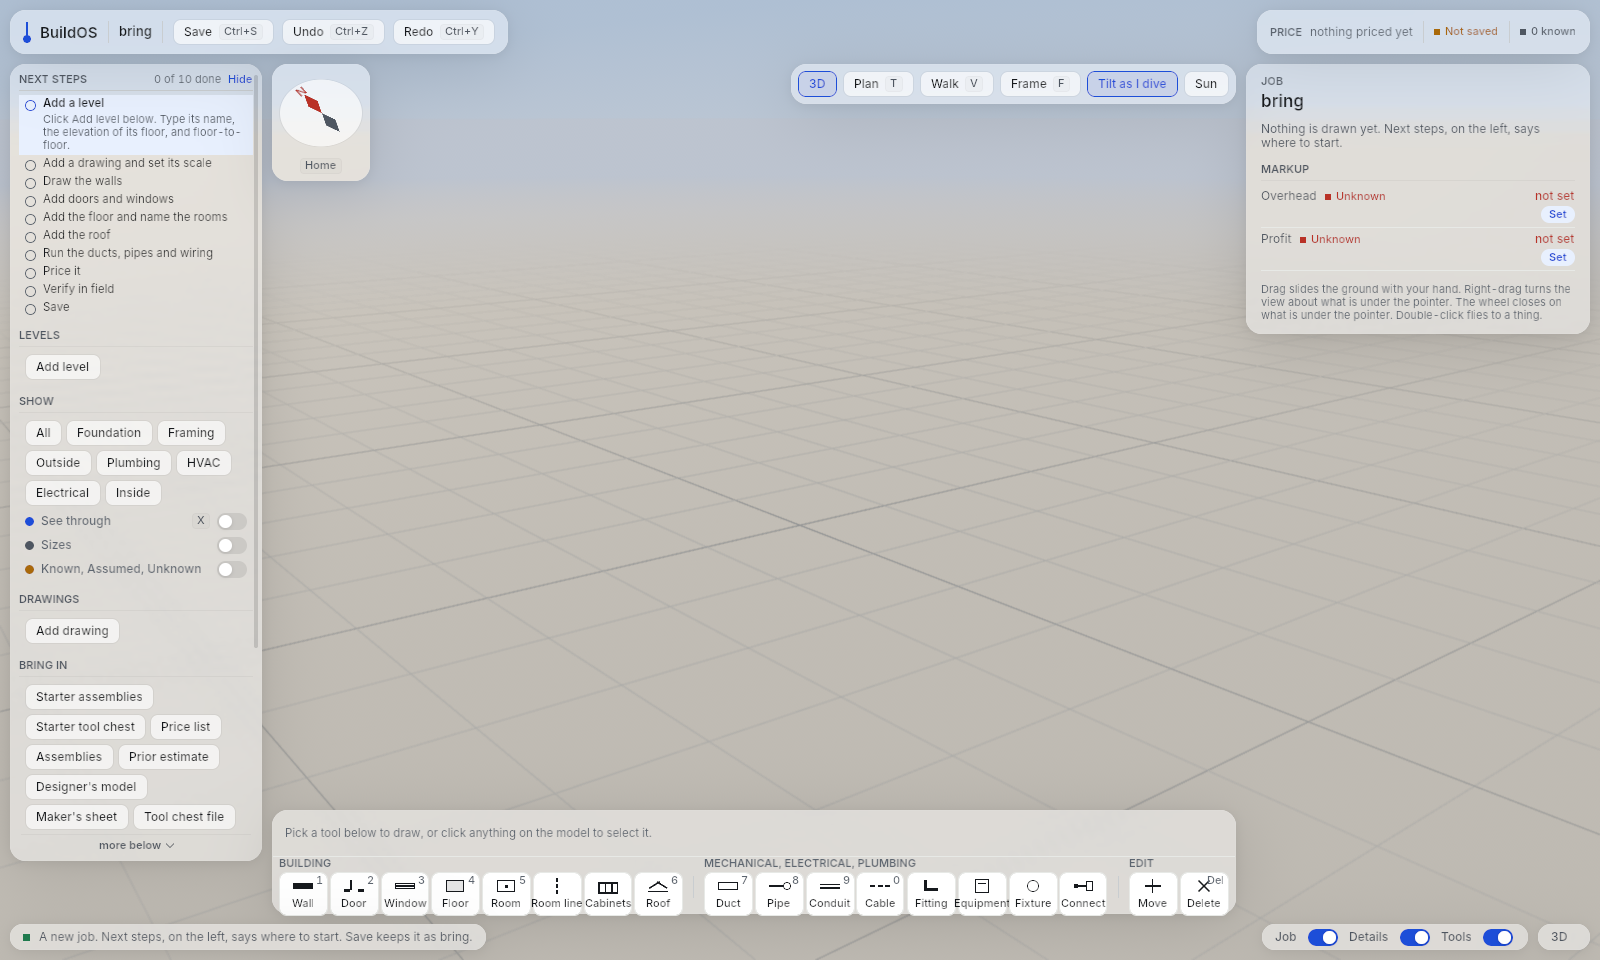 BuildOS
bring
Save Ctrl+S
Undo Ctrl+Z
Redo Ctrl+Y
PRICE nothing priced yet
Not saved
0 known
NEXT STEPS 0 of 10 done Hide
Add a level
Click Add level below. Type its name,
the elevation of its floor, and floor-to-
floor.
Add a drawing and set its scale
Draw the walls
Add doors and windows
Add the floor and name the rooms
Add the roof
Run the ducts, pipes and wiring
Price it
Verify in field
Save
LEVELS
Add level
SHOW
All Foundation Framing
Outside Plumbing HVAC
Electrical Inside
See through X
Sizes
Known, Assumed, Unknown
DRAWINGS
Add drawing
BRING IN
Starter assemblies
Starter tool chest Price list
Assemblies Prior estimate
Designer's model
Maker's sheet Tool chest file
more below
N
Home
3D Plan T Walk V Frame F Tilt as I dive Sun
JOB
bring
Nothing is drawn yet. Next steps, on the left, says
where to start.
MARKUP
Overhead Unknown not set
Set
Profit Unknown not set
Set
Drag slides the ground with your hand. Right-drag turns the
view about what is under the pointer. The wheel closes on
what is under the pointer. Double-click flies to a thing.
Pick a tool below to draw, or click anything on the model to select it.
BUILDING
1 2 3 4 5 6
Wall Door Window Floor Room Room line Cabinets Roof
MECHANICAL, ELECTRICAL, PLUMBING
7 8 9 0
Duct Pipe Conduit Cable Fitting Equipment Fixture Connect
EDIT
Del
Move Delete
A new job. Next steps, on the left, says where to start. Save keeps it as bring.
Job Details Tools 3D